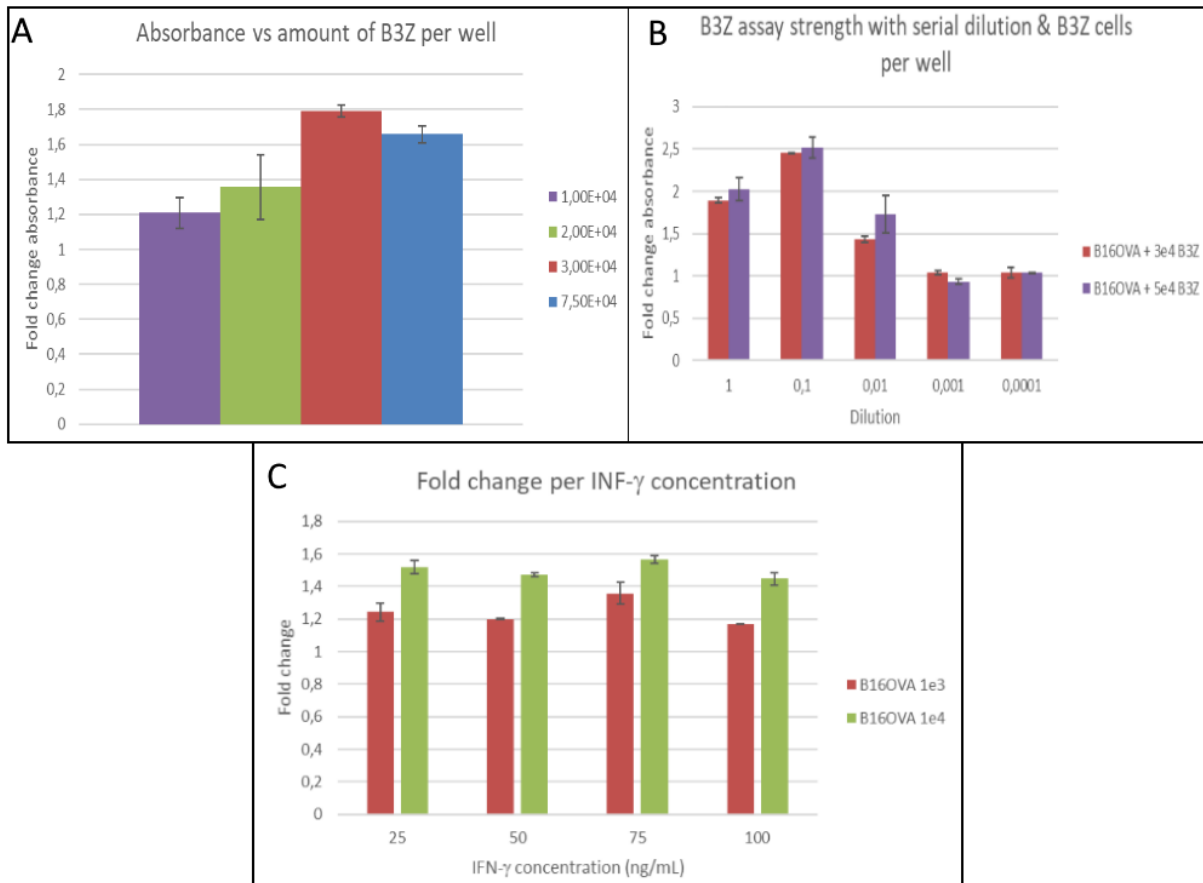 A
Absorbance vs amount of B3Z per well
Fold change absorbance
2
1,8
1,6
1,4
1,2
1
0,8
0,6
0,4
0,2
0
1,00E+04
2,00E+04
3,00E+04
7,50E+04
B
B3Z assay strength with serial dilution & B3Z cells
per well
Fold change absorbance
3
2,5
2
1,5
1
0,5
0
1 0,1 0,01 0,001 0,0001
Dilution
B16OVA + 3e4 B3Z
B16OVA + 5e4 B3Z
C
Fold change per INF-γ concentration
Fold change
1,8
1,6
1,4
1,2
1
0,8
0,6
0,4
0,2
0
25 50 75 100
IFN-γ concentration (ng/mL)
B16OVA 1e3
B16OVA 1e4